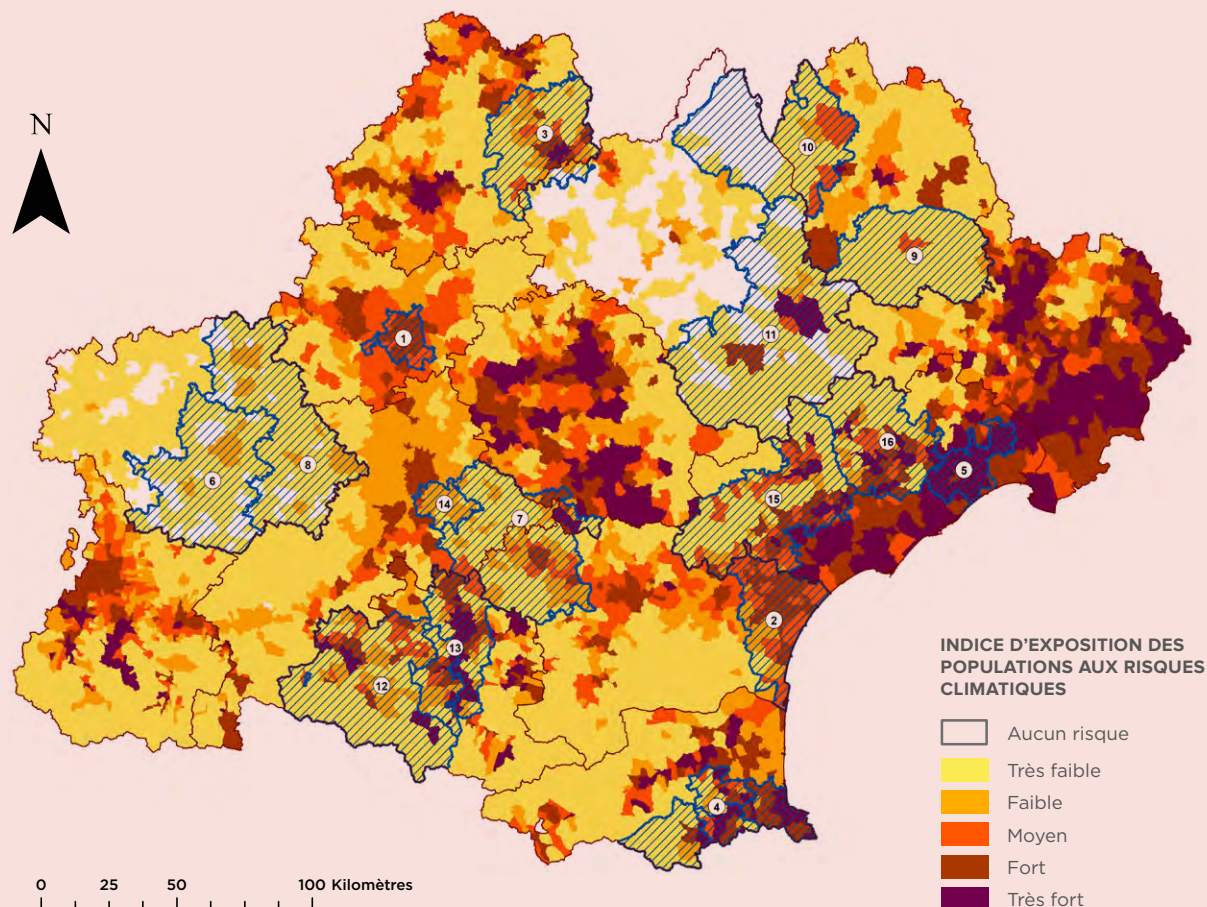 N
3
10
9
1
11
16
5
6
8
14
7
15
2
13
12
4
INDICE D'EXPOSITION DES
POPULATIONS AUX RISQUES
CLIMATIQUES
Aucun risque
Très faible
Faible
Moyen
Fort
Très fort
0 25 50 100 Kilomètres